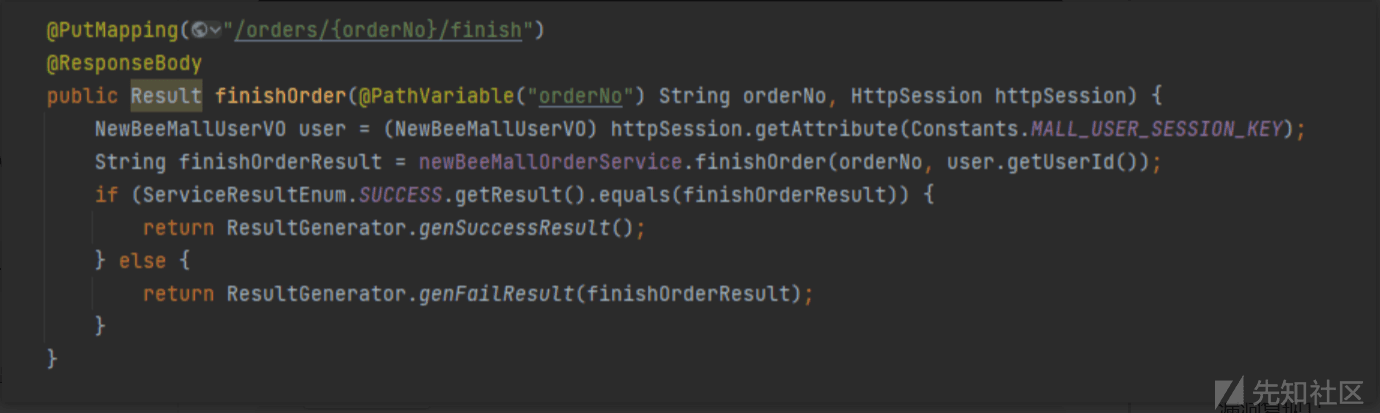 @PutMapping("/orders/{orderNo}/finish")
@ResponseBody
public Result finishOrder(@PathVariable("orderNo") String orderNo, HttpSession httpSession) {
NewBeeMallUserVO user = (NewBeeMallUserVO) httpSession.getAttribute(Constants.MALL_USER_SESSION_KEY);
String finishOrderResult = newBeeMallOrderService.finishOrder(orderNo, user.getUserId());
if (ServiceResultEnum.SUCCESS.getResult().equals(finishOrderResult)) {
return ResultGenerator.genSuccessResult();
} else {
return ResultGenerator.genFailResult(finishOrderResult);
}
}
先知社区